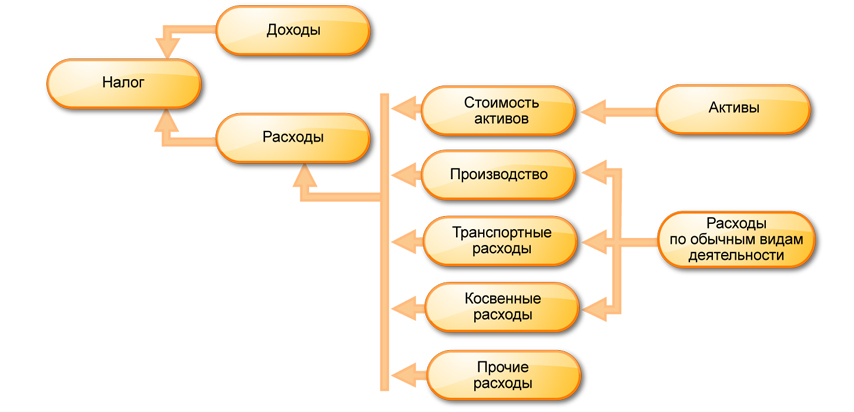 Доходы
Налог
Расходы
Стоимость
активов
Активы
Производство
Транспортные
расходы
Расходы
по обычным видам
деятельности
Косвенные
расходы
Прочие
расходы